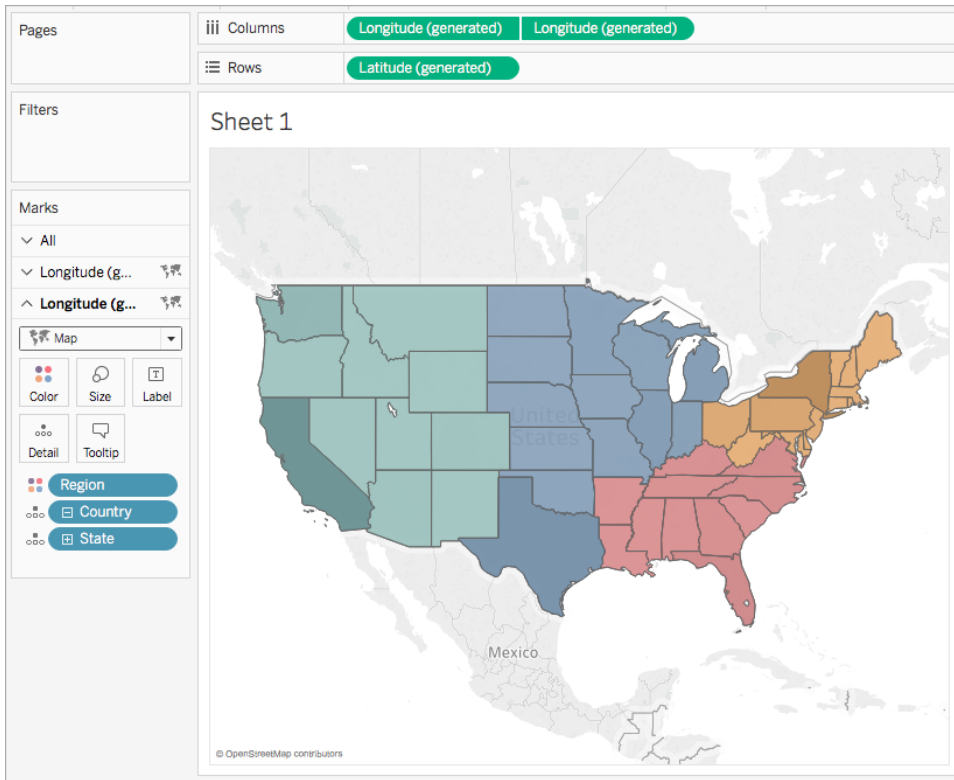 Pages
Filters
Marks
All
Longitude (g...
Longitude (g...
Map
Color
Size
Label
Detail
Tooltip
Region
Country
State
Columns
Longitude (generated)
Longitude (generated)
Rows
Latitude (generated)
Sheet 1
United
States
Mexico
© OpenStreetMap contributors